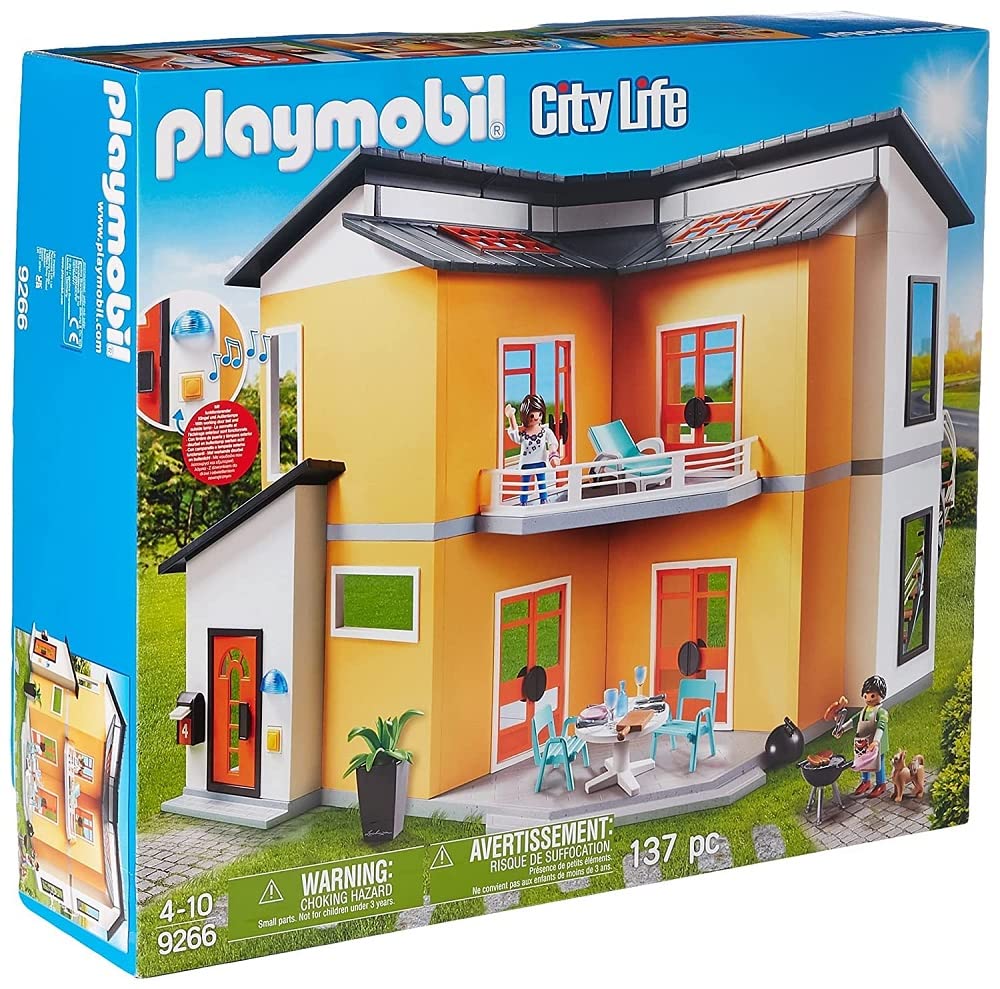 playmobil®
City Life
playmobil®
www.playmobil.com
9266
CE
4
4-10
9266
WARNING:
CHOKING HAZARD
Small parts. Not for children under 3 years.
AVERTISSEMENT:
RISQUE DE SUFFOCATION.
Présence de petits éléments.
Ne convient pas aux enfants de moins de 3 ans.
137 pc